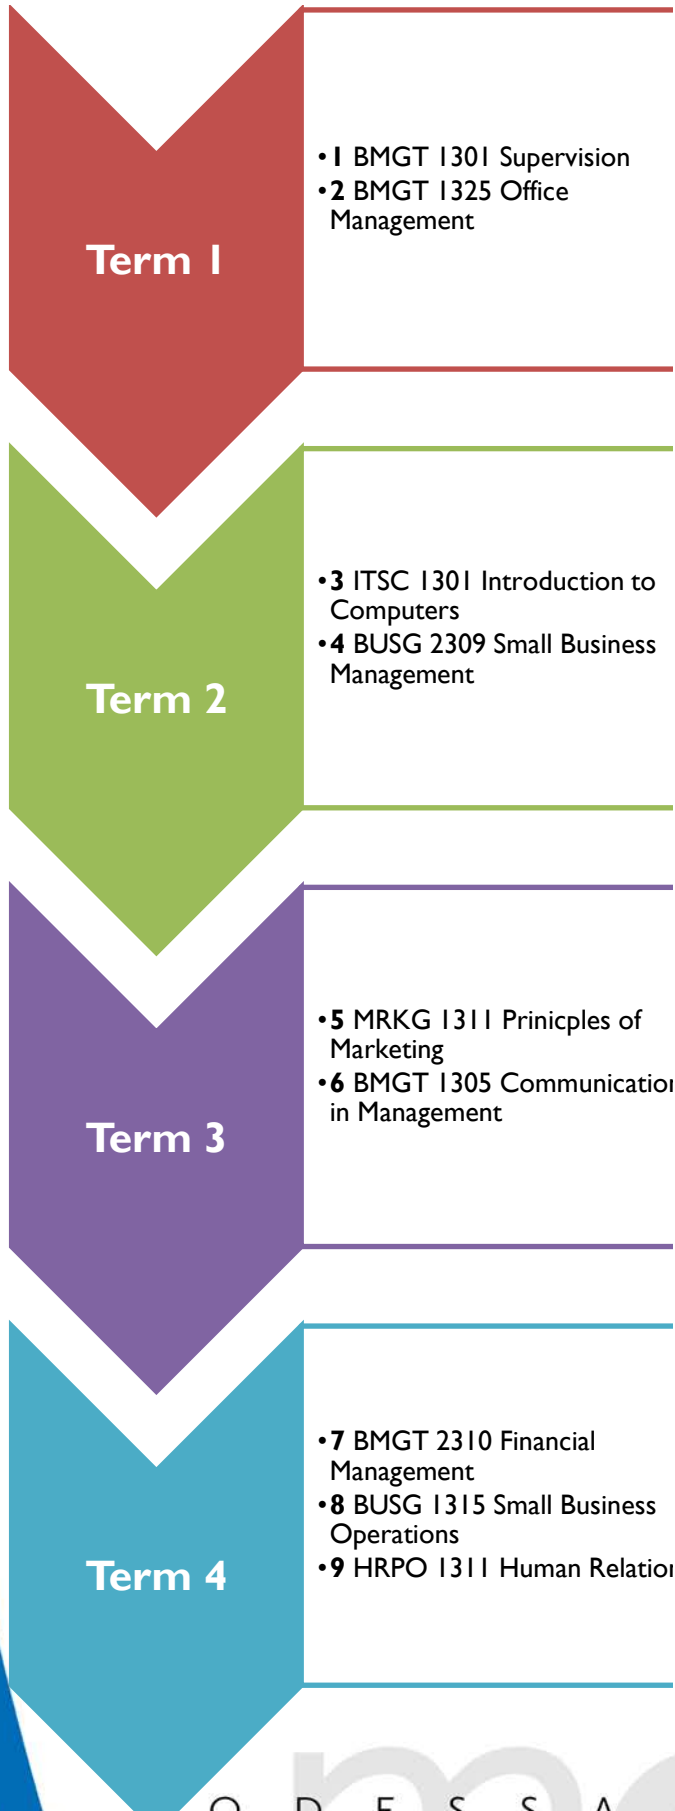 Term 1
•1 BMGT 1301 Supervision
•2 BMGT 1325 Office
Management
Term 2
•3 ITSC 1301 Introduction to
Computers
•4 BUSG 2309 Small Business
Management
Term 3
•5 MRKG 1311 Prinicples of
Marketing
•6 BMGT 1305 Communication
in Management
Term 4
•7 BMGT 2310 Financial
Management
•8 BUSG 1315 Small Business
Operations
•9 HRPO 1311 Human Relation
O D E S S A